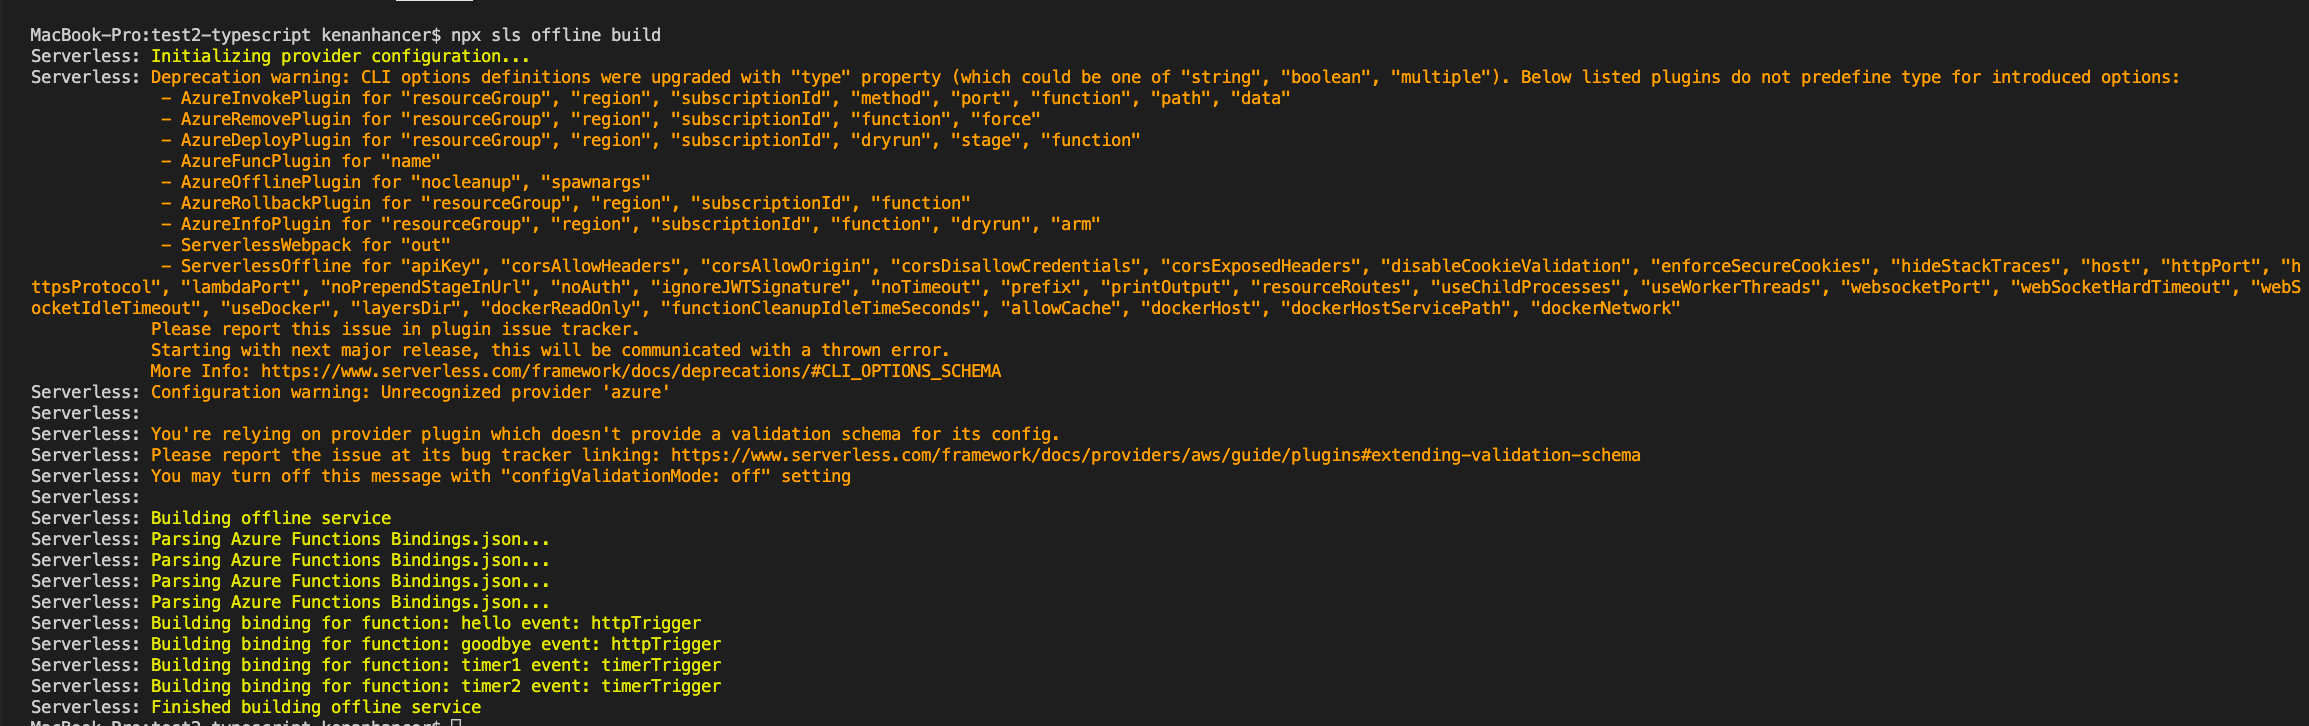 MacBook-Pro:test2-typescript kenanhancer$ npx sls offline build
Serverless: Initializing provider configuration...
Serverless: Deprecation warning: CLI options definitions were upgraded with "type" property (which could be one of "string", "boolean", "multiple"). Below listed plugins do not predefine type for introduced options:
- AzureInvokePlugin for "resourceGroup", "region", "subscriptionId", "method", "port", "function", "path", "data"
- AzureRemovePlugin for "resourceGroup", "region", "subscriptionId", "function", "force"
- AzureDeployPlugin for "resourceGroup", "region", "subscriptionId", "dryrun", "stage", "function"
- AzureFuncPlugin for "name"
- AzureOfflinePlugin for "nocleanup", "spawnargs"
- AzureRollbackPlugin for "resourceGroup", "region", "subscriptionId", "function"
- AzureInfoPlugin for "resourceGroup", "region", "subscriptionId", "function", "dryrun", "arm"
- ServerlessWebpack for "out"
- ServerlessOffline for "apiKey", "corsAllowHeaders", "corsAllowOrigin", "corsDisallowCredentials", "corsExposedHeaders", "disableCookieValidation", "enforceSecureCookies", "hideStackTraces", "host", "httpPort", "h
ttpsProtocol", "lambdaPort", "noPrependStageInUrl", "noAuth", "ignoreJWTSignature", "noTimeout", "prefix", "printOutput", "resourceRoutes", "useChildProcesses", "useWorkerThreads", "websocketPort", "webSocketHardTimeout", "webS
ocketIdleTimeout", "useDocker", "layersDir", "dockerReadOnly", "functionCleanupIdleTimeSeconds", "allowCache", "dockerHost", "dockerHostServicePath", "dockerNetwork"
Please report this issue in plugin issue tracker.
Starting with next major release, this will be communicated with a thrown error.
More Info: https://www.serverless.com/framework/docs/deprecations/#CLI_OPTIONS_SCHEMA
Serverless: Configuration warning: Unrecognized provider 'azure'
Serverless:
Serverless: You're relying on provider plugin which doesn't provide a validation schema for its config.
Serverless: Please report the issue at its bug tracker linking: https://www.serverless.com/framework/docs/providers/aws/guide/plugins#extending-validation-schema
Serverless: You may turn off this message with "configValidationMode: off" setting
Serverless:
Serverless: Building offline service
Serverless: Parsing Azure Functions Bindings.json...
Serverless: Parsing Azure Functions Bindings.json...
Serverless: Parsing Azure Functions Bindings.json...
Serverless: Parsing Azure Functions Bindings.json...
Serverless: Building binding for function: hello event: httpTrigger
Serverless: Building binding for function: goodbye event: httpTrigger
Serverless: Building binding for function: timer1 event: timerTrigger
Serverless: Building binding for function: timer2 event: timerTrigger
Serverless: Finished building offline service
MacBook-Pro:test2-typescript kenanhancer$